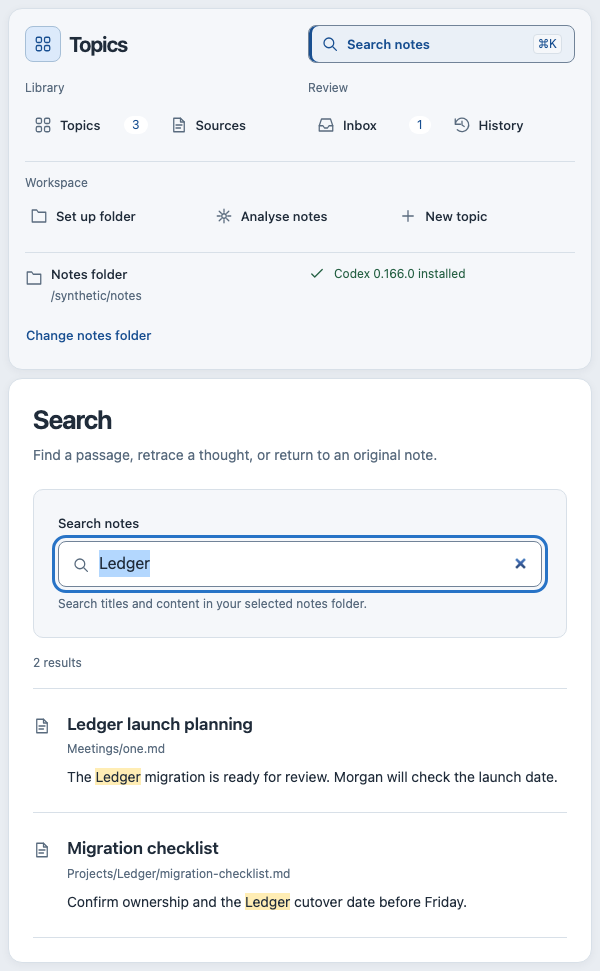 Topics
Search notes ⌘K
Library
Review
Topics 3 Sources
Inbox 1 History
Workspace
Set up folder Analyse notes New topic
Notes folder
/synthetic/notes
Codex 0.166.0 installed
Change notes folder
Search
Find a passage, retrace a thought, or return to an original note.
Search notes
Ledger
Search titles and content in your selected notes folder.
2 results
Ledger launch planning
Meetings/one.md
The Ledger migration is ready for review. Morgan will check the launch date.
Migration checklist
Projects/Ledger/migration-checklist.md
Confirm ownership and the Ledger cutover date before Friday.